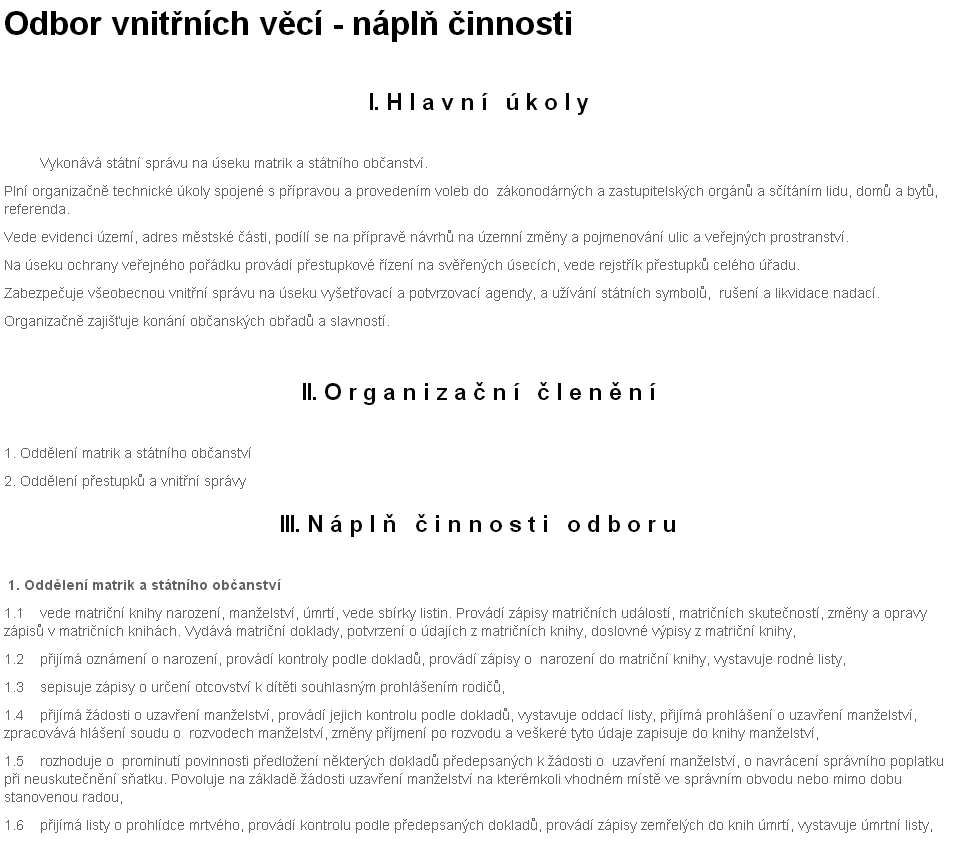 Odbor vnitřních věcí - náplň činnosti
I. H l a v n í   ú k o l y
Vykonává státní správu na úseku matrik a státního občanství.
Plní organizačně technické úkoly spojené s přípravou a provedením voleb do  zákonodárných a zastupitelských orgánů a sčítáním lidu, domů a bytů,
referenda.
Vede evidenci území, adres městské části, podílí se na přípravě návrhů na územní změny a pojmenování ulic a veřejných prostranství.
Na úseku ochrany veřejného pořádku provádí přestupkové řízení na svěřených úsecích, vede rejstřík přestupků celého úřadu.
Zabezpečuje všeobecnou vnitřní správu na úseku vyšetřovací a potvrzovací agendy, a užívání státních symbolů,  rušení a likvidace nadací.
Organizačně zajišťuje konání občanských obřadů a slavností.
II. O r g a n i z a č n í   č l e n ě n í
1. Oddělení matrik a státního občanství
2. Oddělení přestupků a vnitřní správy
III. N á p l ň   č i n n o s t i   o d b o r u
1. Oddělení matrik a státního občanství
1.1    vede matriční knihy narození, manželství, úmrtí, vede sbírky listin. Provádí zápisy matričních událostí, matričních skutečností, změny a opravy
zápisů v matričních knihách. Vydává matriční doklady, potvrzení o údajích z matriční knihy, doslovné výpisy z matriční knihy,
1.2    přijímá oznámení o narození, provádí kontroly podle dokladů, provádí zápisy o  narození do matriční knihy, vystavuje rodné listy,
1.3    sepisuje zápisy o určení otcovství k dítěti souhlasným prohlášením rodičů,
1.4    přijímá žádosti o uzavření manželství, provádí jejich kontrolu podle dokladů, vystavuje oddací listy, přijímá prohlášení o uzavření manželství,
zpracovává hlášení soudu o  rozvodech manželství, změny příjmení po rozvodu a veškeré tyto údaje zapisuje do knihy manželství,
1.5    rozhoduje o  prominutí povinnosti předložení některých dokladů předepsaných k žádosti o  uzavření manželství, o navrácení správního poplatku
při neuskutečnění sňatku. Povoluje na základě žádosti uzavření manželství na kterémkoli vhodném místě ve správním obvodu nebo mimo dobu
stanovenou radou,
1.6    přijímá listy o prohlídce mrtvého, provádí kontrolu podle předepsaných dokladů, provádí zápisy zemřelých do knih úmrtí, vystavuje úmrtní listy,